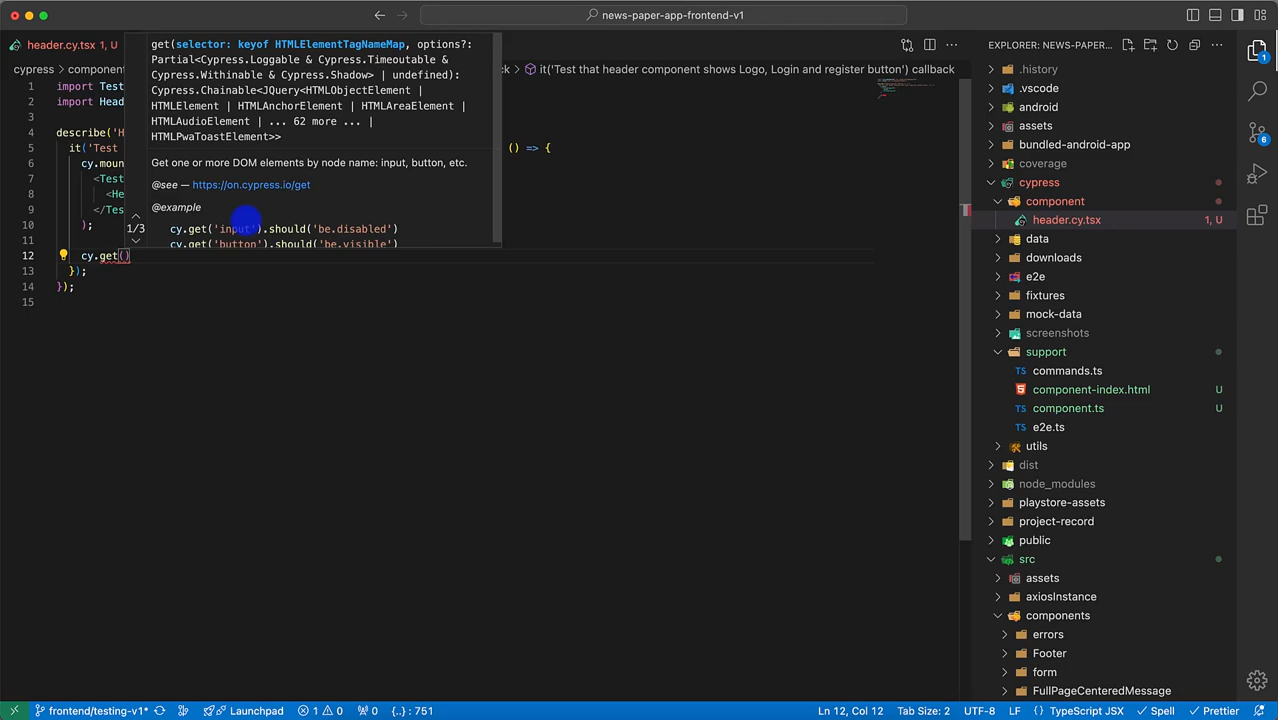 news-paper-app-frontend-v1
header.cy.tsx 1, U
EXPLORER: NEWS-PAPER...
cypress > component
> it('Test that header component shows Logo, Login and register button') callback
get(selector: keyof HTMLElementTagNameMap, options?:
Partial<Cypress.Loggable & Cypress.Timeoutable &
Cypress.Withinable & Cypress.Shadow> | undefined):
Cypress.Chainable<JQuery<HTMLObjectElement |
HTMLElement | HTMLAnchorElement | HTMLAreaElement |
HTMLAudioElement | ... 62 more ... |
HTMLPwaToastElement>>
Get one or more DOM elements by node name: input, button, etc.
@see — https://on.cypress.io/get
@example
cy.get('input').should('be.disabled')
cy.get('button').should('be.visible')
1/3
1 import Test
2 import Head
3
4 describe('H
5 it('Test () => {
6 cy.moun
7 <Test
8 <He
9 </Tes
10 );
11
12 cy.get()
13 });
14 });
15
.history
.vscode
android
assets
bundled-android-app
coverage
cypress
component
header.cy.tsx 1, U
data
downloads
e2e
fixtures
mock-data
screenshots
support
TS commands.ts
component-index.html U
TS component.ts U
TS e2e.ts
utils
dist
node_modules
playstore-assets
project-record
public
src
assets
axiosInstance
components
errors
Footer
form
FullPageCenteredMessage
1
6
frontend/testing-v1* Launchpad 1 0 0 {..} : 751 Ln 12, Col 12 Tab Size: 2 UTF-8 LF {} TypeScript JSX Spell Prettier